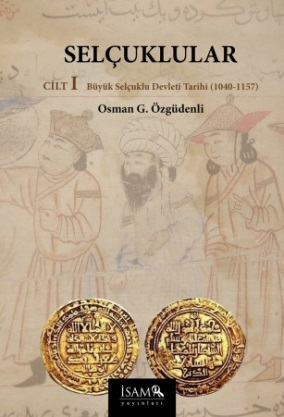 SELÇUKLULAR
CİLT I Büyük Selçuklu Devleti Tarihi (1040-1157)
Osman G. Özgüdenli
İSAM
yayınları